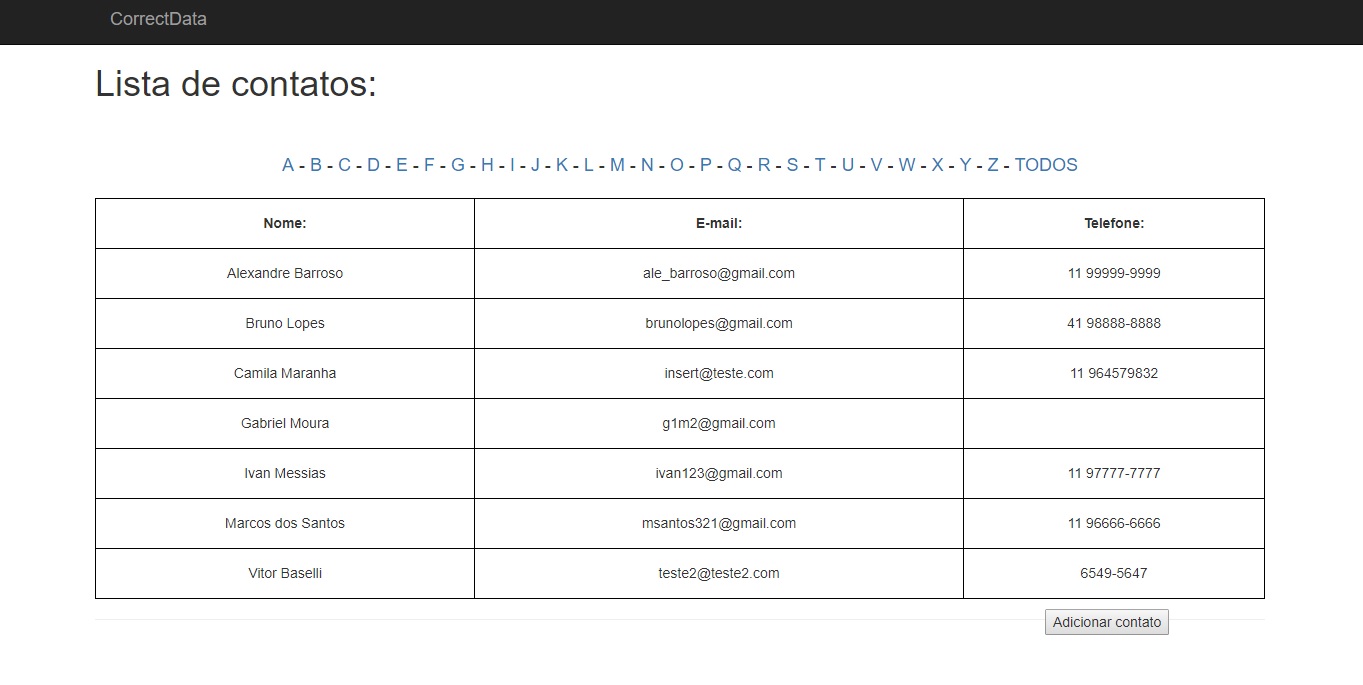 CorrectData
Lista de contatos:
A - B - C - D - E - F - G - H - I - J - K - L - M - N - O - P - Q - R - S - T - U - V - W - X - Y - Z - TODOS
Nome: E-mail: Telefone:
Alexandre Barroso ale_barroso@gmail.com 11 99999-9999
Bruno Lopes brunolopes@gmail.com 41 98888-8888
Camila Maranha insert@teste.com 11 964579832
Gabriel Moura g1m2@gmail.com
Ivan Messias ivan123@gmail.com 11 97777-7777
Marcos dos Santos msantos321@gmail.com 11 96666-6666
Vitor Baselli teste2@teste2.com 6549-5647
Adicionar contato